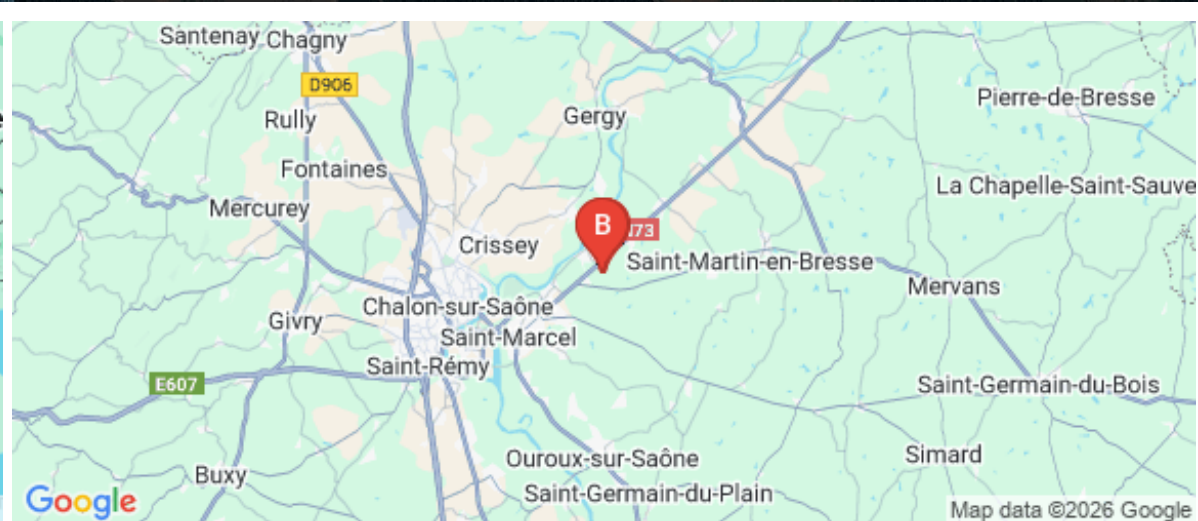 Santenay
Chagny
D906
Pierre-de-Bresse
Rully
Gergy
Fontaines
La Chapelle-Saint-Sauve
Mercurey
B
N73
Crissey
Saint-Martin-en-Bresse
Mervans
Chalon-sur-Saône
Givry
Saint-Marcel
Saint-Rémy
E607
Saint-Germain-du-Bois
Simard
Ouroux-sur-Saône
Buxy
Saint-Germain-du-Plain
Google
Map data ©2026 Google